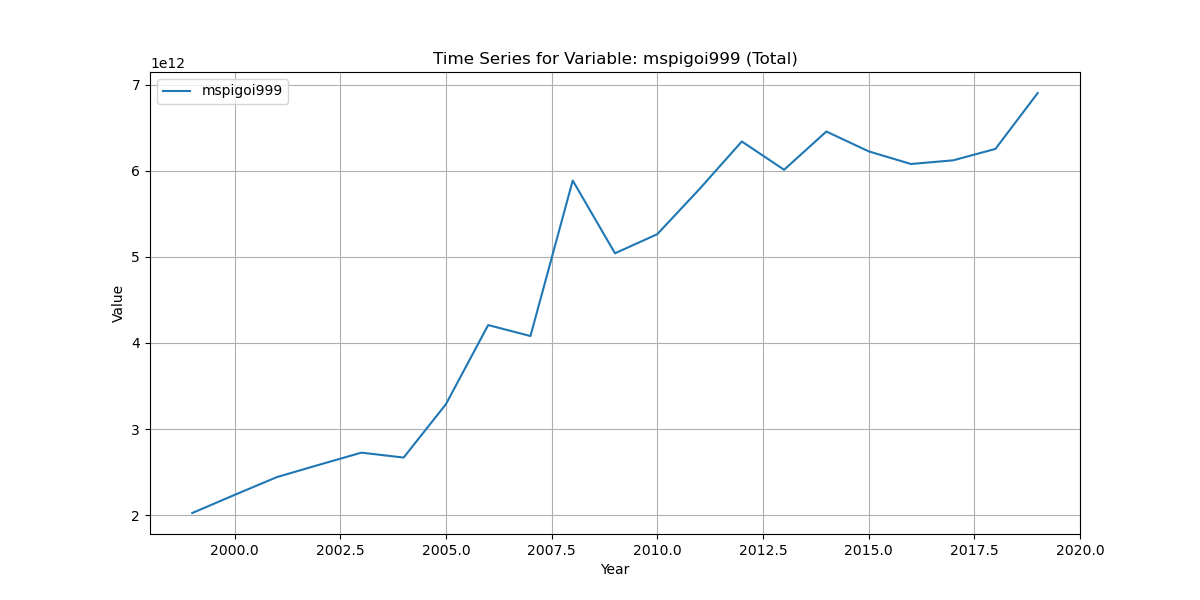 Time Series for Variable: mspigoi999 (Total)
1e12
mspigoi999
7
6
5
4
3
2
Value
2000.0 2002.5 2005.0 2007.5 2010.0 2012.5 2015.0 2017.5 2020.0
Year